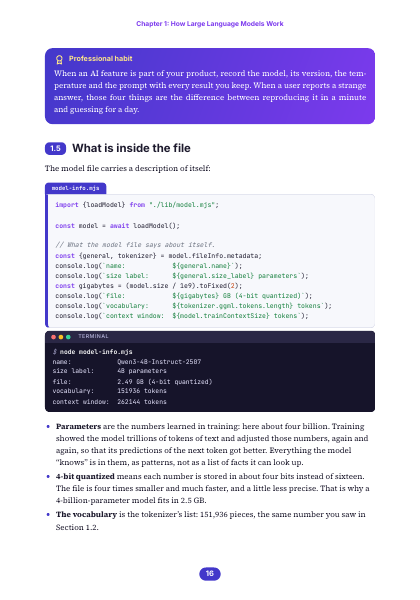 Chapter 1: How Large Language Models Work
Professional habit
When an AI feature is part of your product, record the model, its version, the tem-
perature and the prompt with every result you keep. When a user reports a strange
answer, those four things are the difference between reproducing it in a minute
and guessing for a day.
1.5 What is inside the file
The model file carries a description of itself:
model-info.mjs
import {loadModel} from "./lib/model.mjs";
const model = await loadModel();
// What the model file says about itself.
const {general, tokenizer} = model.fileInfo.metadata;
console.log(`name:            ${general.name}`);
console.log(`size label:      ${general.size_label} parameters`);
const gigabytes = (model.size / 1e9).toFixed(2);
console.log(`file:            ${gigabytes} GB (4-bit quantized)`);
console.log(`vocabulary:      ${tokenizer.ggml.tokens.length} tokens`);
console.log(`context window:  ${model.trainContextSize} tokens`);
TERMINAL
$ node model-info.mjs
name:            Qwen3-4B-Instruct-2507
size label:      4B parameters
file:            2.49 GB (4-bit quantized)
vocabulary:      151936 tokens
context window:  262144 tokens
• Parameters are the numbers learned in training: here about four billion. Training
showed the model trillions of tokens of text and adjusted those numbers, again and
again, so that its predictions of the next token got better. Everything the model
“knows” is in them, as patterns, not as a list of facts it can look up.
• 4-bit quantized means each number is stored in about four bits instead of sixteen.
The file is four times smaller and much faster, and a little less precise. That is why a
4-billion-parameter model fits in 2.5 GB.
• The vocabulary is the tokenizer’s list: 151,936 pieces, the same number you saw in
Section 1.2.
16